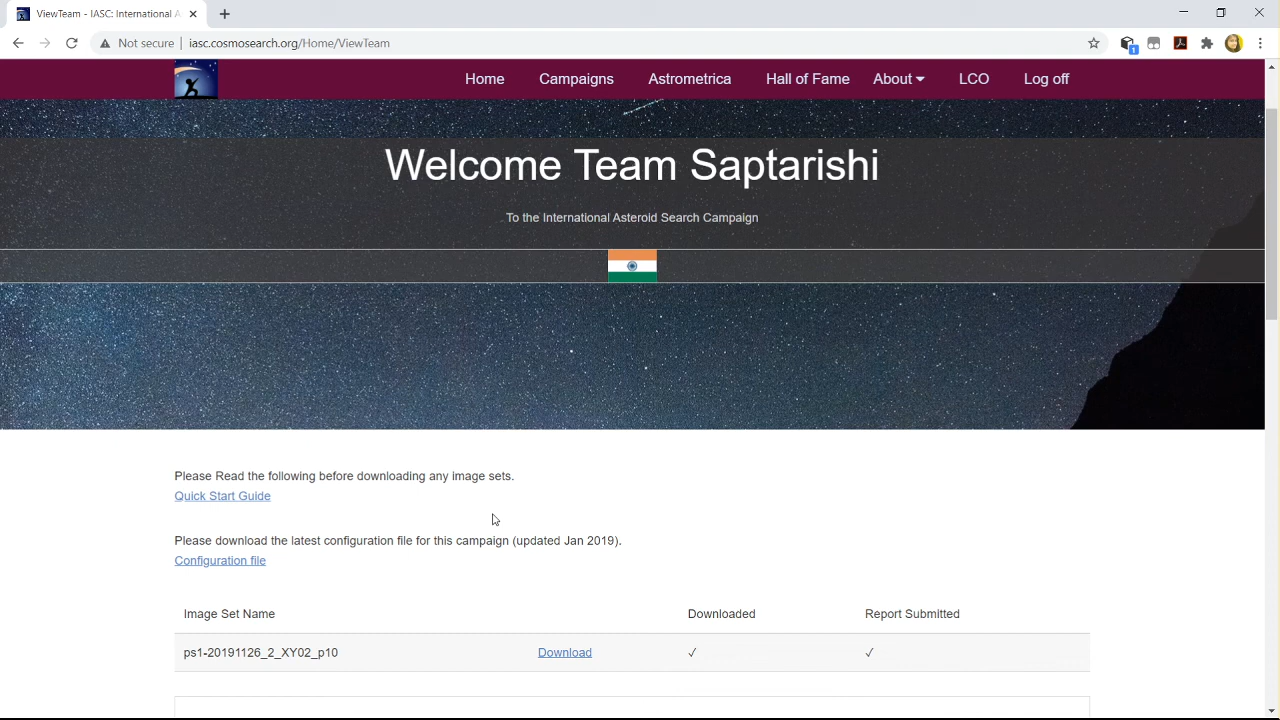 ViewTeam - IASC: International A
Not secure | iasc.cosmosearch.org/Home/ViewTeam
1
Home Campaigns Astrometrica Hall of Fame About LCO Log off
Welcome Team Saptarishi
To the International Asteroid Search Campaign
Please Read the following before downloading any image sets.
Quick Start Guide
Please download the latest configuration file for this campaign (updated Jan 2019).
Configuration file
Image Set Name Downloaded Report Submitted
ps1-20191126_2_XY02_p10 Download ✓ ✓